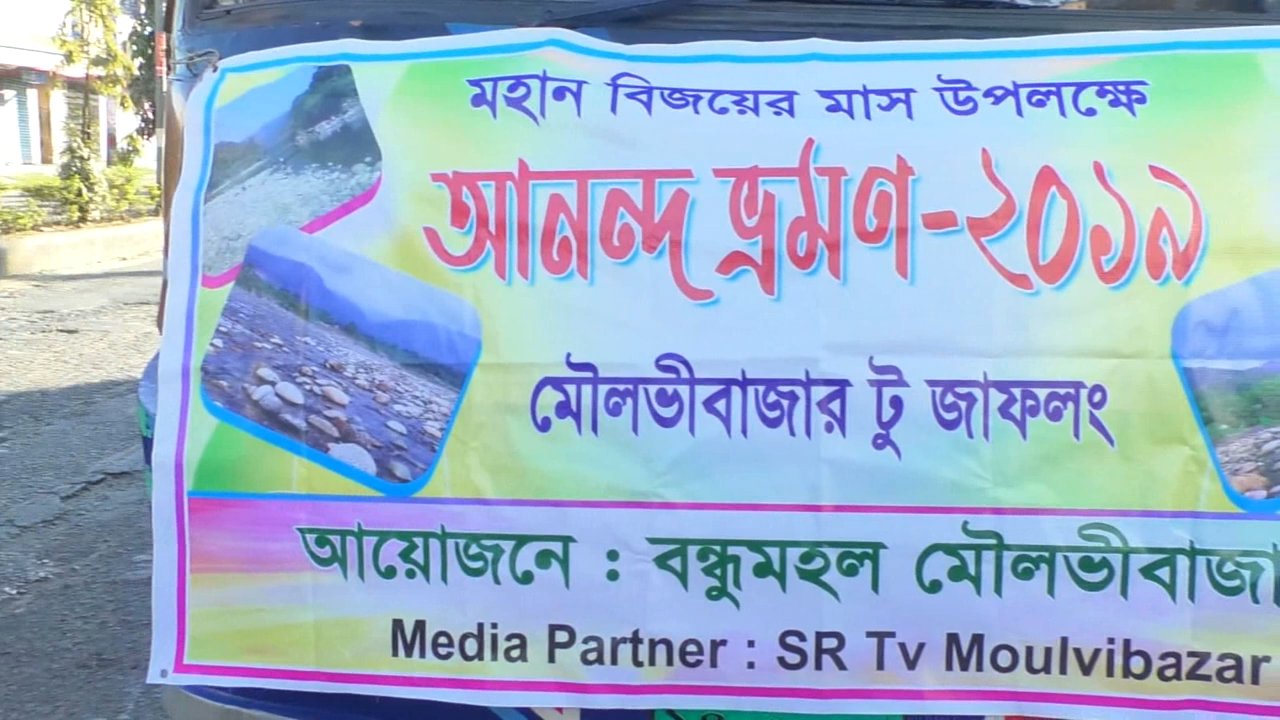 মহান বিজয়ের মাস উপলক্ষে
আনন্দ ভ্রমণ-২০১৯
মৌলভীবাজার টু জাফলং
আয়োজনে : বন্ধুমহল মৌলভীবাজা
Media Partner : SR Tv Moulvibazar